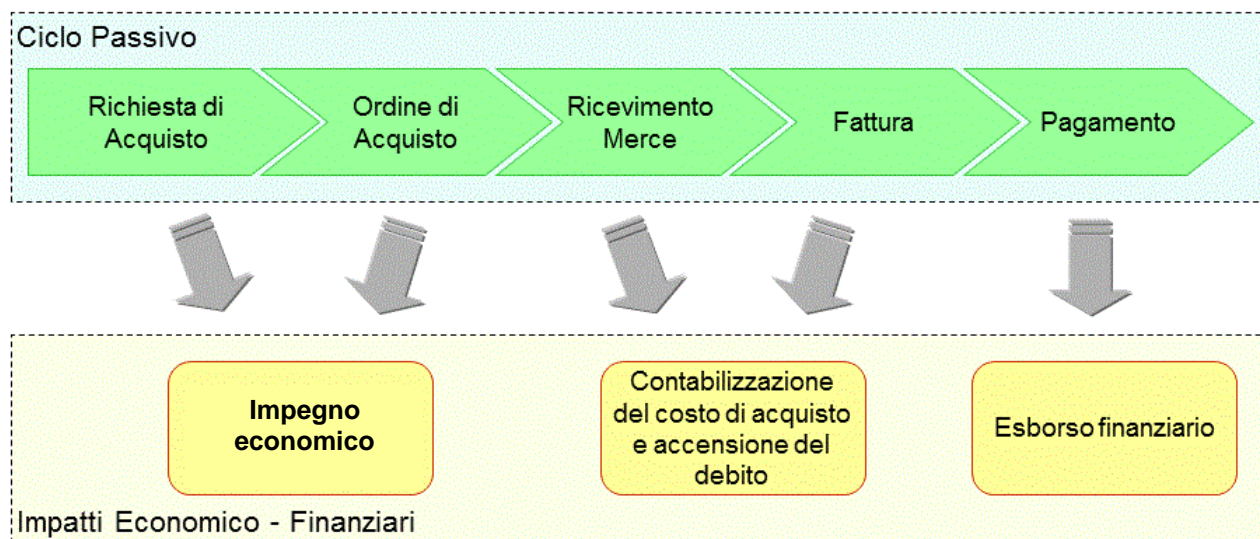 Ciclo Passivo
Richiesta di
Acquisto
Ordine di
Acquisto
Ricevimento
Merce
Fattura
Pagamento
Impegno
economico
Contabilizzazione
del costo di acquisto
e accensione del
debito
Esborso finanziario
Impatti Economico - Finanziari